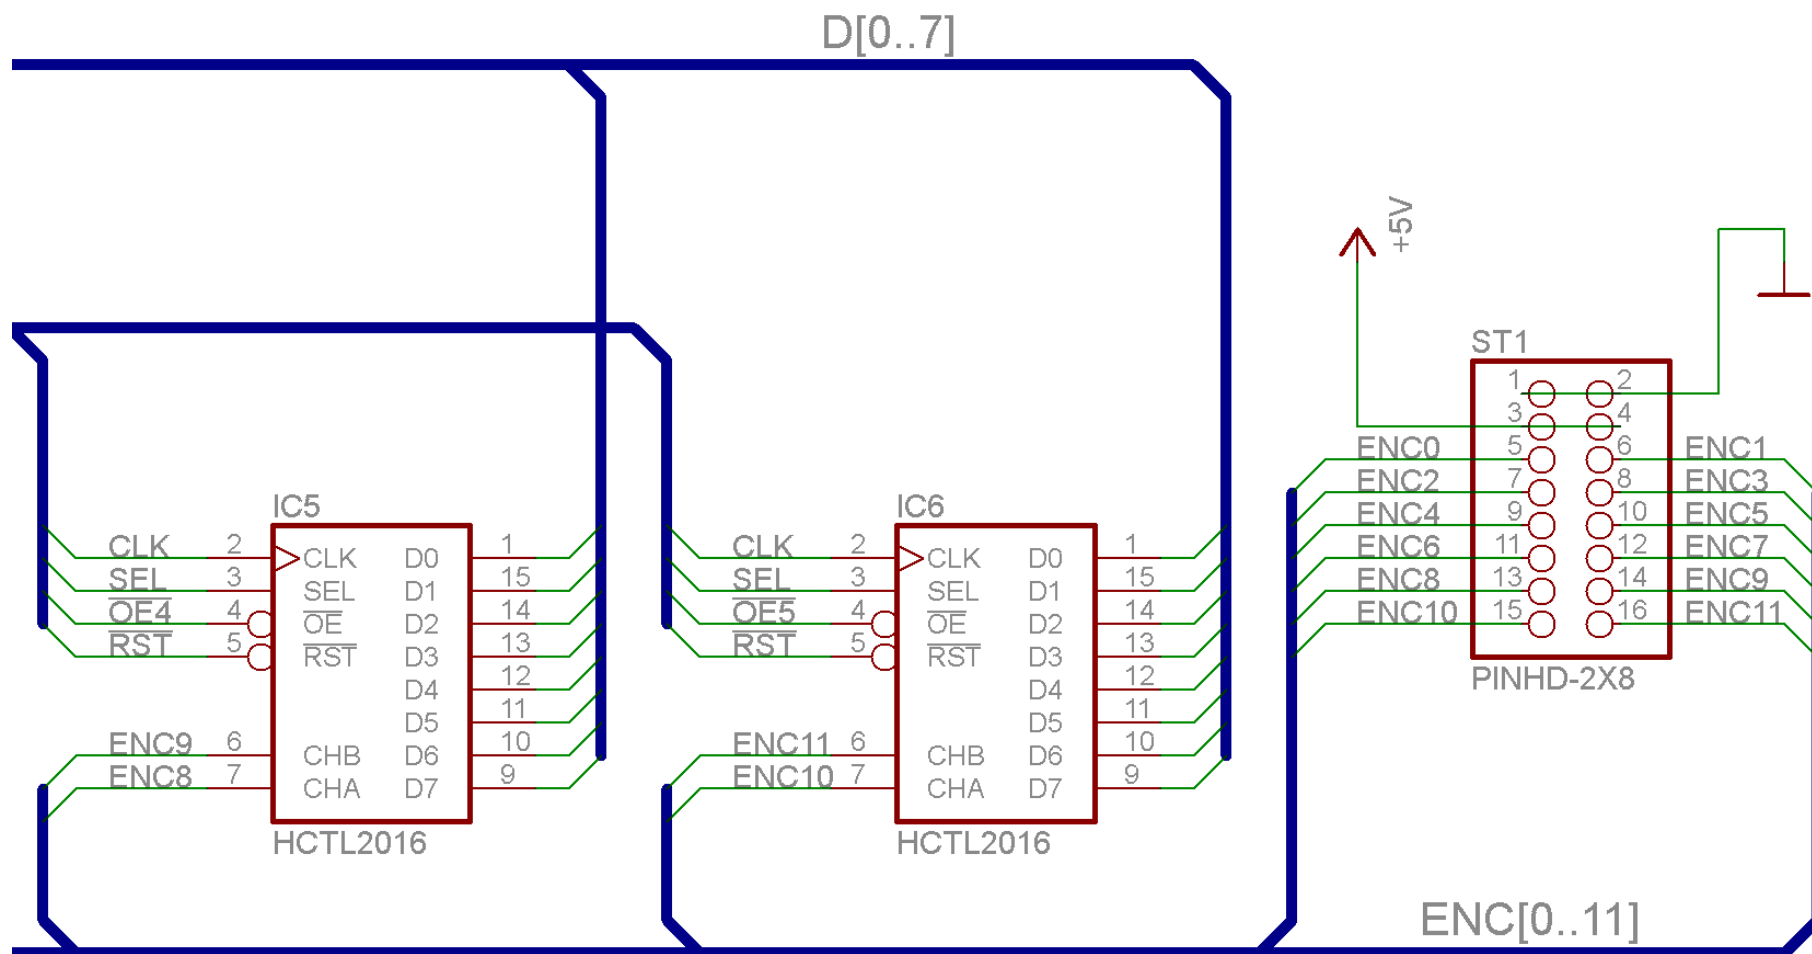 D[0..7]
+5V
ST1
1 2
3 4
ENC0 5 6 ENC1
ENC2 7 8 ENC3
ENC4 9 10 ENC5
ENC6 11 12 ENC7
ENC8 13 14 ENC9
ENC10 15 16 ENC11
PINHD-2X8
IC5
CLK 2 CLK D0 1
SEL 3 SEL D1 15
OE4 4 OE D2 14
RST 5 RST D3 13
D4 12
D5 11
ENC9 6 CHB D6 10
ENC8 7 CHA D7 9
HCTL2016
IC6
CLK 2 CLK D0 1
SEL 3 SEL D1 15
OE5 4 OE D2 14
RST 5 RST D3 13
D4 12
D5 11
ENC11 6 CHB D6 10
ENC10 7 CHA D7 9
HCTL2016
ENC[0..11]